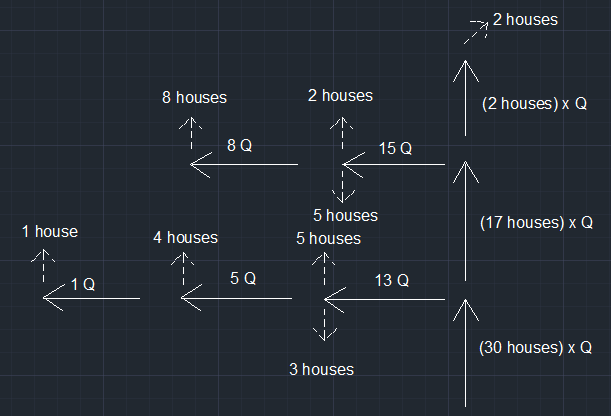 2 houses
8 houses
2 houses
(2 houses) x Q
8 Q
15 Q
5 houses
(17 houses) x Q
1 house
4 houses
5 houses
1 Q
5 Q
13 Q
(30 houses) x Q
3 houses